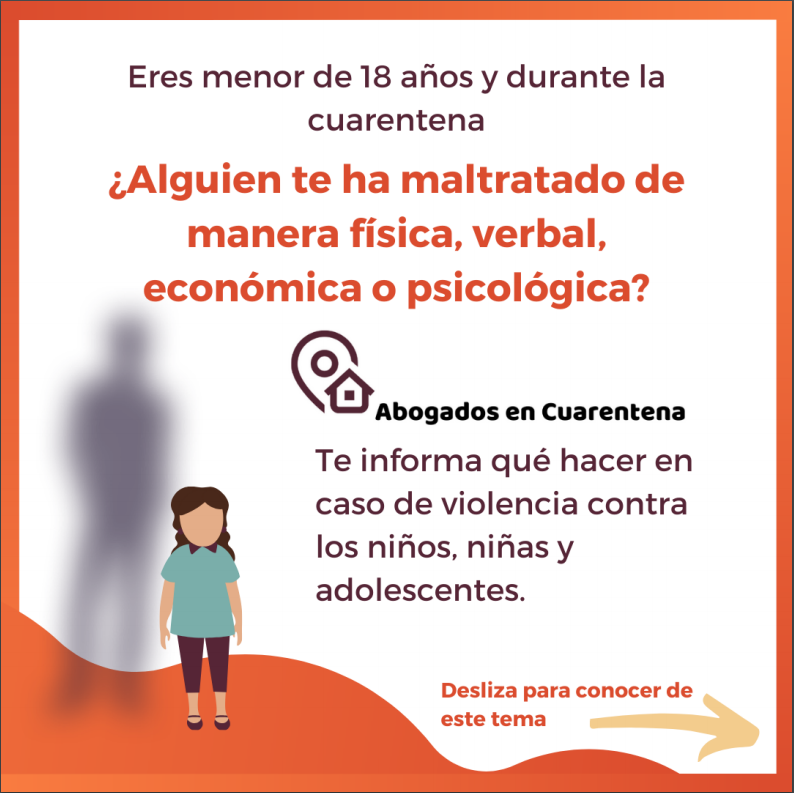 Eres menor de 18 años y durante la
cuarentena
¿Alguien te ha maltratado de
manera física, verbal,
económica o psicológica?
Abogados en Cuarentena
Te informa qué hacer en
caso de violencia contra
los niños, niñas y
adolescentes.
Desliza para conocer de
este tema